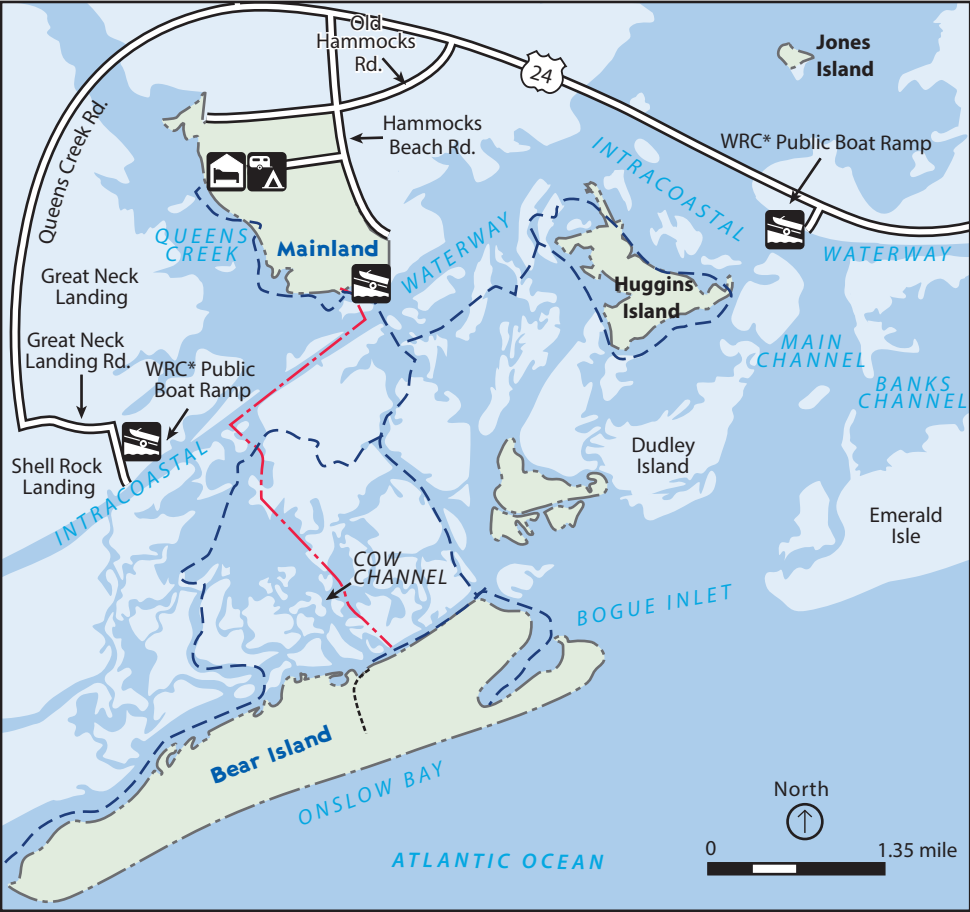 Old
Hammocks
Rd.
24
Jones
Island
Queens Creek Rd.
Hammocks
Beach Rd.
WRC* Public Boat Ramp
INTRACOASTAL
WATERWAY
QUEENS
CREEK
Mainland
WATERWAY
Great Neck
Landing
Huggins
Island
Great Neck
Landing Rd.
WRC* Public
Boat Ramp
MAIN
CHANNEL
BANKS
CHANNEL
Shell Rock
Landing
INTRACOASTAL
Dudley
Island
Emerald
Isle
COW
CHANNEL
BOGUE INLET
Bear Island
ONSLOW BAY
North
0
1.35 mile
ATLANTIC OCEAN